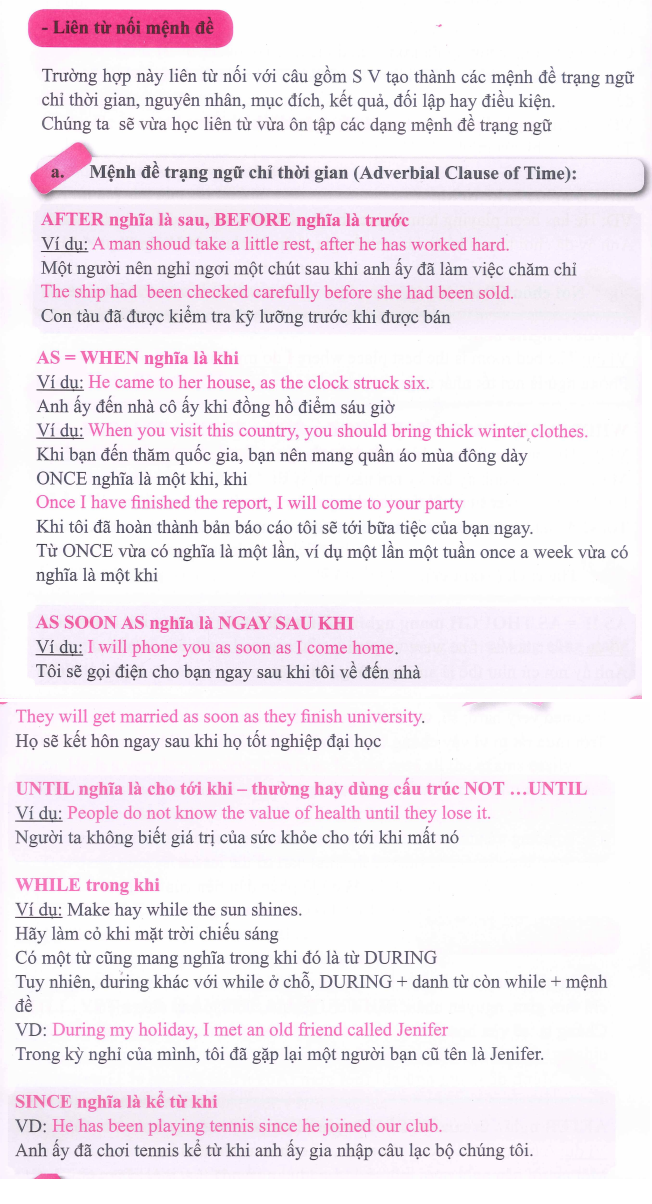 - Liên từ nối mệnh đề
Trường hợp này liên từ nối với câu gồm S V tạo thành các mệnh đề trạng ngữ
chỉ thời gian, nguyên nhân, mục đích, kết quả, đối lập hay điều kiện.
Chúng ta sẽ vừa học liên từ vừa ôn tập các dạng mệnh đề trạng ngữ
a. Mệnh đề trạng ngữ chỉ thời gian (Adverbial Clause of Time):
AFTER nghĩa là sau, BEFORE nghĩa là trước
Ví dụ: A man shoud take a little rest, after he has worked hard.
Một người nên nghỉ ngơi một chút sau khi anh ấy đã làm việc chăm chỉ
The ship had been checked carefully before she had been sold.
Con tàu đã được kiểm tra kỹ lưỡng trước khi được bán
AS = WHEN nghĩa là khi
Ví dụ: He came to her house, as the clock struck six.
Anh ấy đến nhà cô ấy khi đồng hồ điểm sáu giờ
Ví dụ: When you visit this country, you should bring thick winter clothes.
Khi bạn đến thăm quốc gia, bạn nên mang quần áo mùa đông dày
ONCE nghĩa là một khi, khi
Once I have finished the report, I will come to your party
Khi tôi đã hoàn thành bản báo cáo tôi sẽ tới bữa tiệc của bạn ngay.
Từ ONCE vừa có nghĩa là một lần, ví dụ một lần một tuần once a week vừa có
nghĩa là một khi
AS SOON AS nghĩa là NGAY SAU KHI
Ví dụ: I will phone you as soon as I come home.
Tôi sẽ gọi điện cho bạn ngay sau khi tôi về đến nhà
They will get married as soon as they finish university.
Họ sẽ kết hôn ngay sau khi họ tốt nghiệp đại học
UNTIL nghĩa là cho tới khi – thường hay dùng cấu trúc NOT …UNTIL
Ví dụ: People do not know the value of health until they lose it.
Người ta không biết giá trị của sức khỏe cho tới khi mất nó
WHILE trong khi
Ví dụ: Make hay while the sun shines.
Hãy làm cỏ khi mặt trời chiếu sáng
Có một từ cũng mang nghĩa trong khi đó là từ DURING
Tuy nhiên, during khác với while ở chỗ, DURING + danh từ còn while + mệnh
đề
VD: During my holiday, I met an old friend called Jenifer
Trong kỳ nghỉ của mình, tôi đã gặp lại một người bạn cũ tên là Jenifer.
SINCE nghĩa là kể từ khi
VD: He has been playing tennis since he joined our club.
Anh ấy đã chơi tennis kể từ khi anh ấy gia nhập câu lạc bộ chúng tôi.